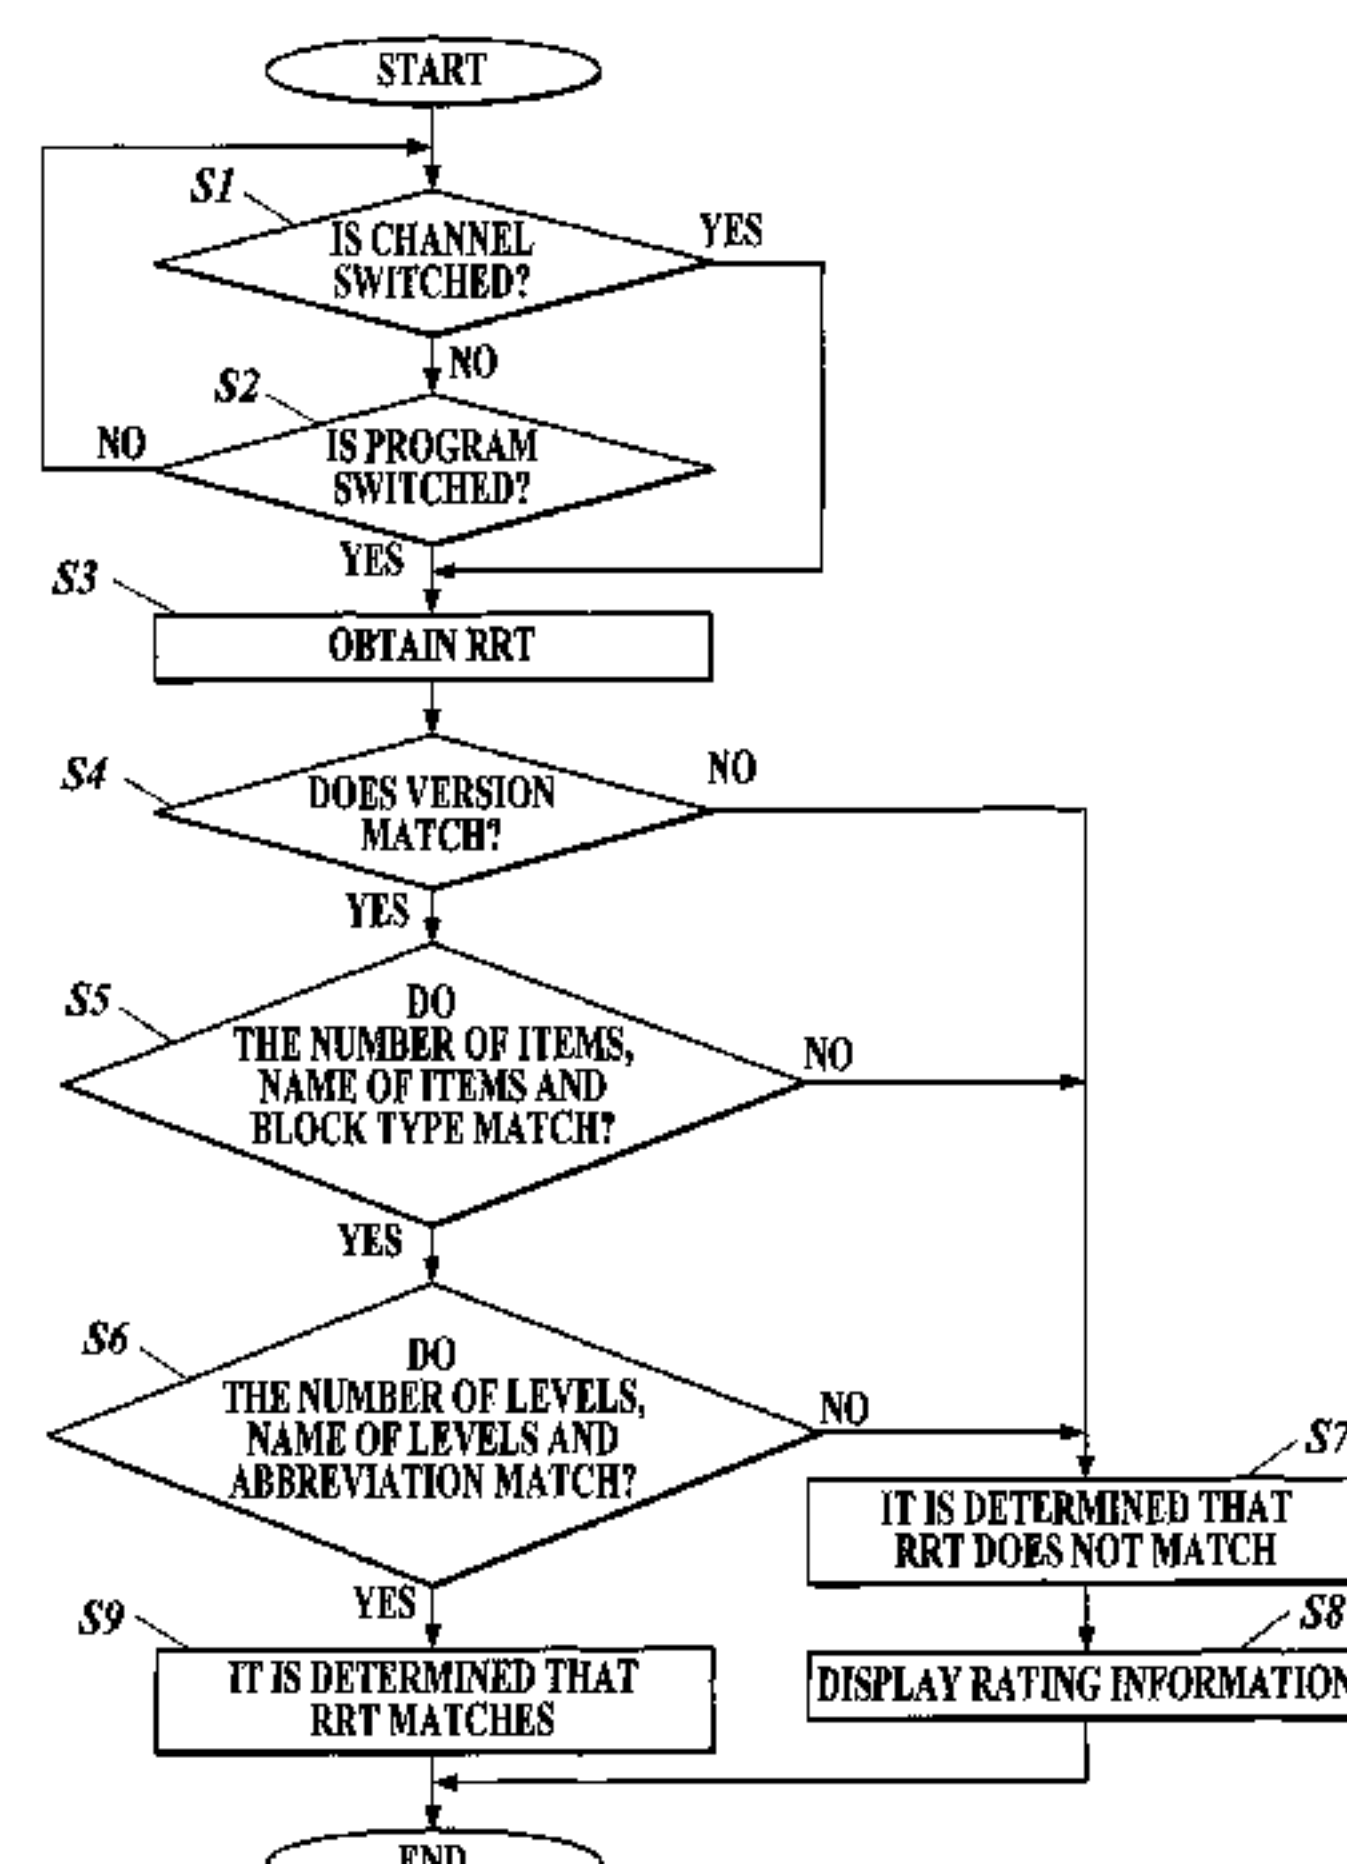 START
S1
IS CHANNEL
SWITCHED?
YES
NO
S2
IS PROGRAM
SWITCHED?
NO
YES
S3
OBTAIN RRT
S4
DOES VERSION
MATCH?
NO
YES
S5
DO
THE NUMBER OF ITEMS,
NAME OF ITEMS AND
BLOCK TYPE MATCH?
NO
YES
S6
DO
THE NUMBER OF LEVELS,
NAME OF LEVELS AND
ABBREVIATION MATCH?
NO
YES
S7
IT IS DETERMINED THAT
RRT DOES NOT MATCH
S8
DISPLAY RATING INFORMATION
S9
IT IS DETERMINED THAT
RRT MATCHES
END